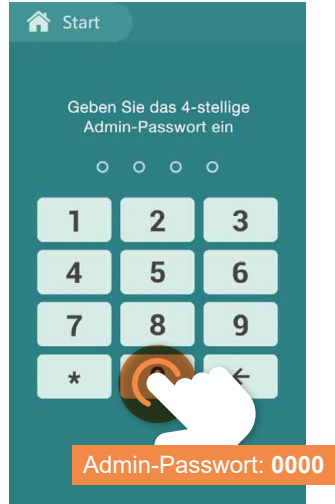 Start
Geben Sie das 4-stellige
Admin-Passwort ein
1 2 3
4 5 6
7 8 9
* ←
Admin-Passwort: 0000